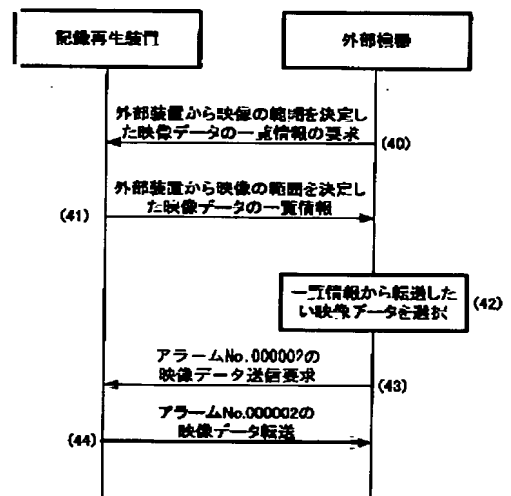 記録再生装置
外部機器
外部装置から映像の範囲を決定し
た映像データの一覧情報の要求
(40)
外部装置から映像の範囲を決定し
た映像データの一覧情報
(41)
一覧情報から転送した
い映像データを選択
(42)
アラームNo.000002の
映像データ送信要求
(43)
アラームNo.000002の
映像データ転送
(44)